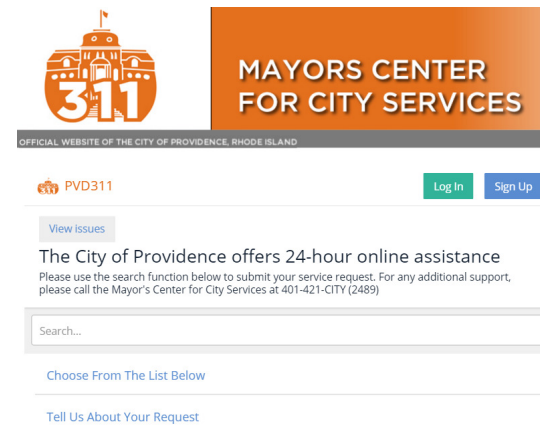 311
MAYORS CENTER
FOR CITY SERVICES
OFFICIAL WEBSITE OF THE CITY OF PROVIDENCE, RHODE ISLAND
311 PVD311
Log In
Sign Up
View issues
The City of Providence offers 24-hour online assistance
Please use the search function below to submit your service request. For any additional support,
please call the Mayor's Center for City Services at 401-421-CITY (2489)
Search...
Choose From The List Below
Tell Us About Your Request